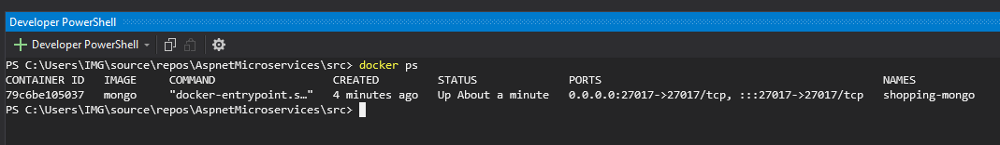 Developer PowerShell
Developer PowerShell
PS C:\Users\IMG\source\repos\AspnetMicroservices\src> docker ps
CONTAINER ID   IMAGE     COMMAND                  CREATED         STATUS              PORTS                                           NAMES
79c6be105037   mongo     "docker-entrypoint.s…"   4 minutes ago   Up About a minute   0.0.0.0:27017->27017/tcp, :::27017->27017/tcp   shopping-mongo
PS C:\Users\IMG\source\repos\AspnetMicroservices\src>